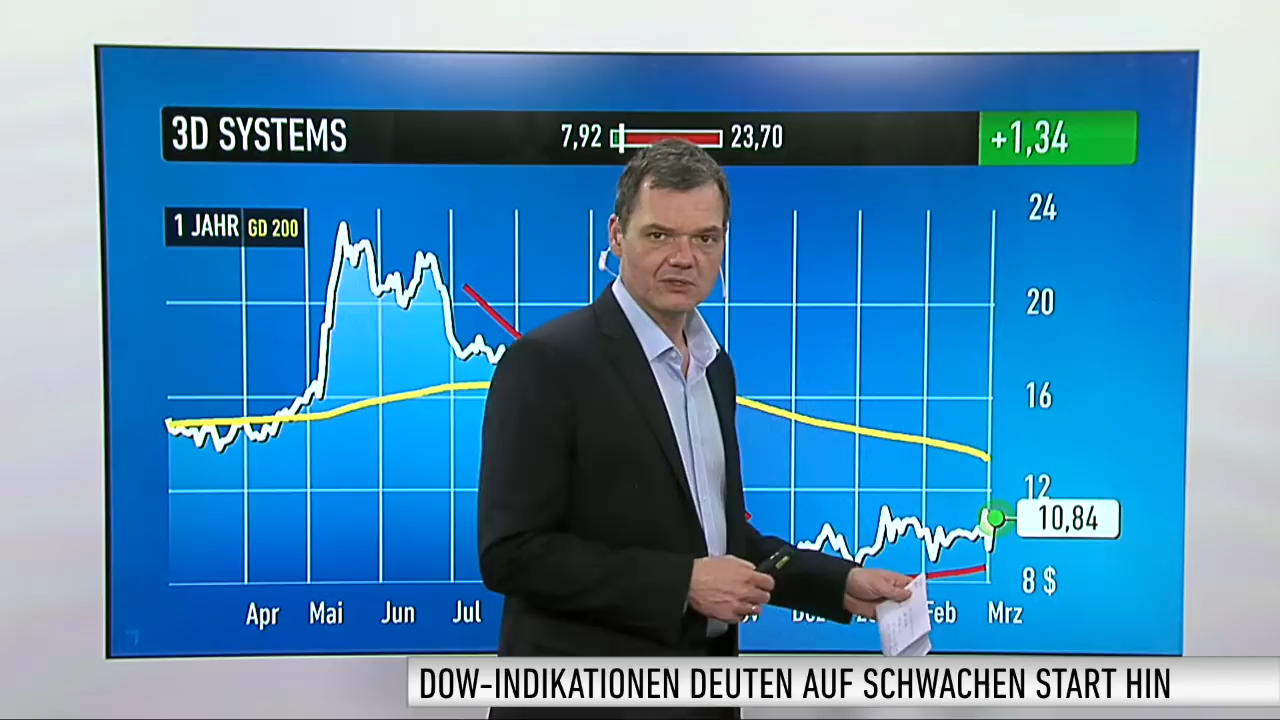 3D SYSTEMS 7,92 23,70 +1,34
1 JAHR GD 200
24
20
16
12
10,84
8 $
Apr Mai Jun Jul Feb Mrz
DOW-INDIKATIONEN DEUTEN AUF SCHWACHEN START HIN